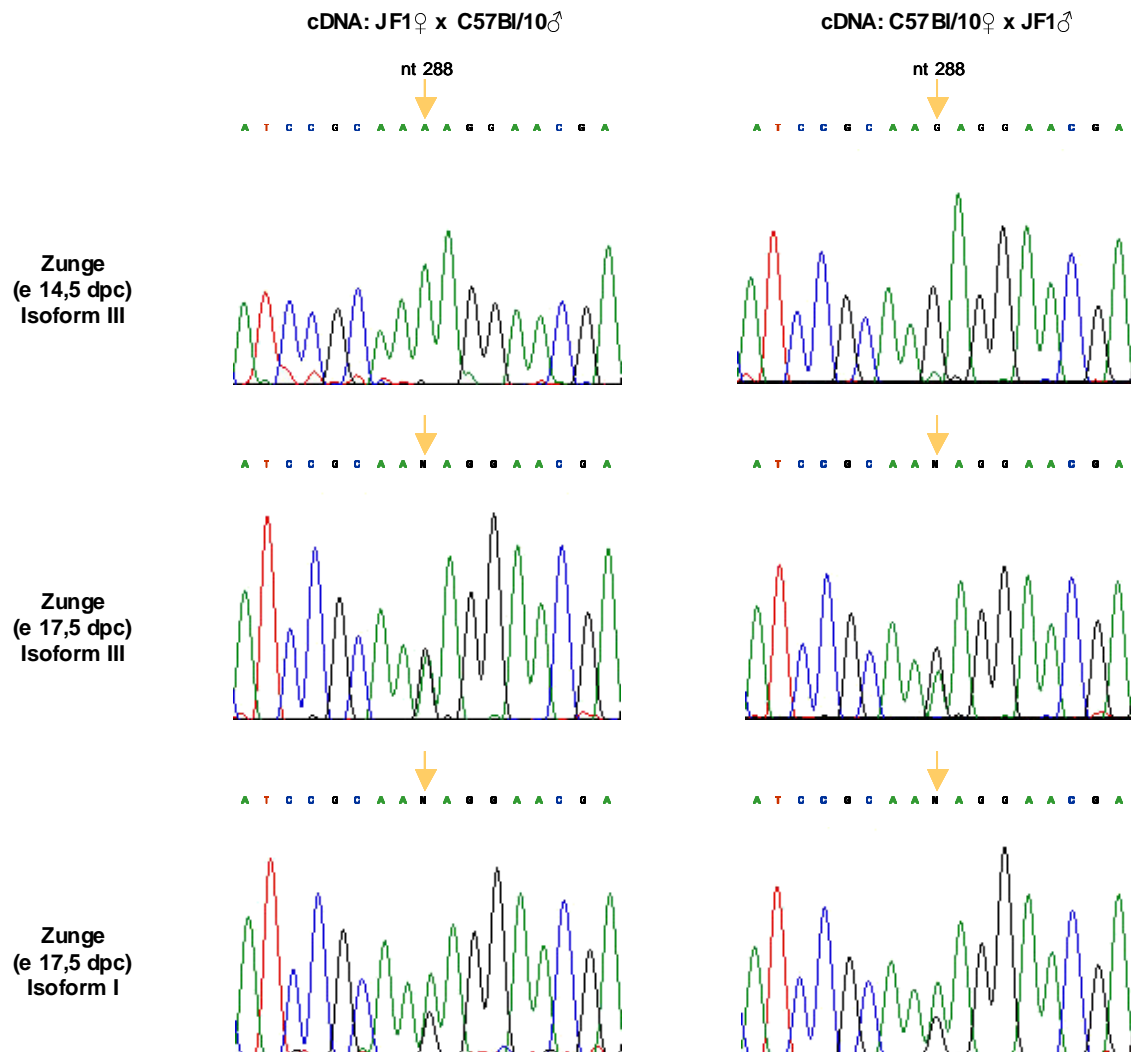 cDNA: JF1♀ x C57Bl/10♂
cDNA: C57Bl/10♀ x JF1♂
nt 288
nt 288
A T C C G C A A A A G G A A C G A
A T C C G C A A G A G G A A C G A
Zunge
(e 14,5 dpc)
Isoform III
A T C C G C A A N A G G A A C G A
A T C C G C A A N A G G A A C G A
Zunge
(e 17,5 dpc)
Isoform III
A T C C G C A A N A G G A A C G A
A T C C G C A A N A G G A A C G A
Zunge
(e 17,5 dpc)
Isoform I